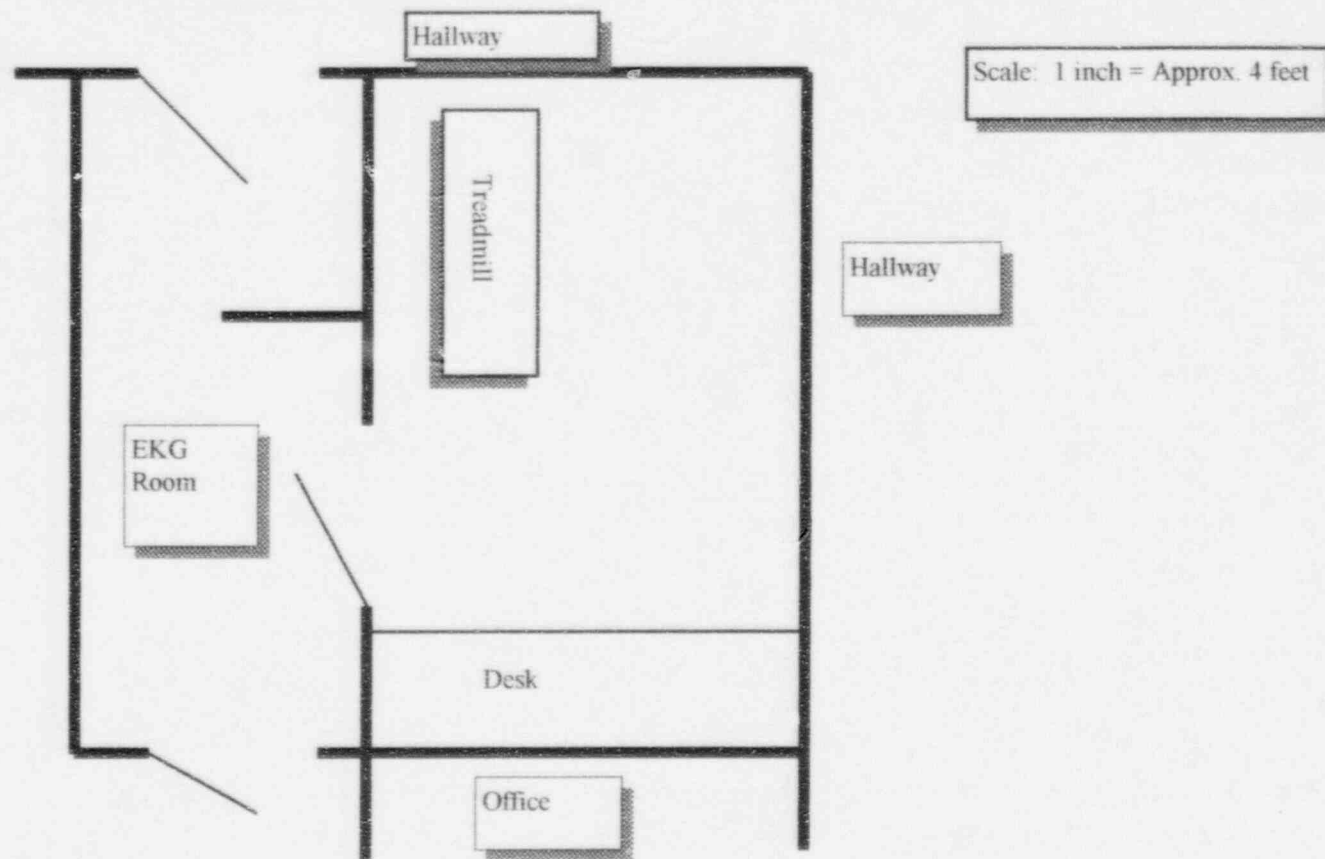 Hallway
Scale: 1 inch = Approx. 4 feet
Treadmill
Hallway
EKG
Room
Desk
Office